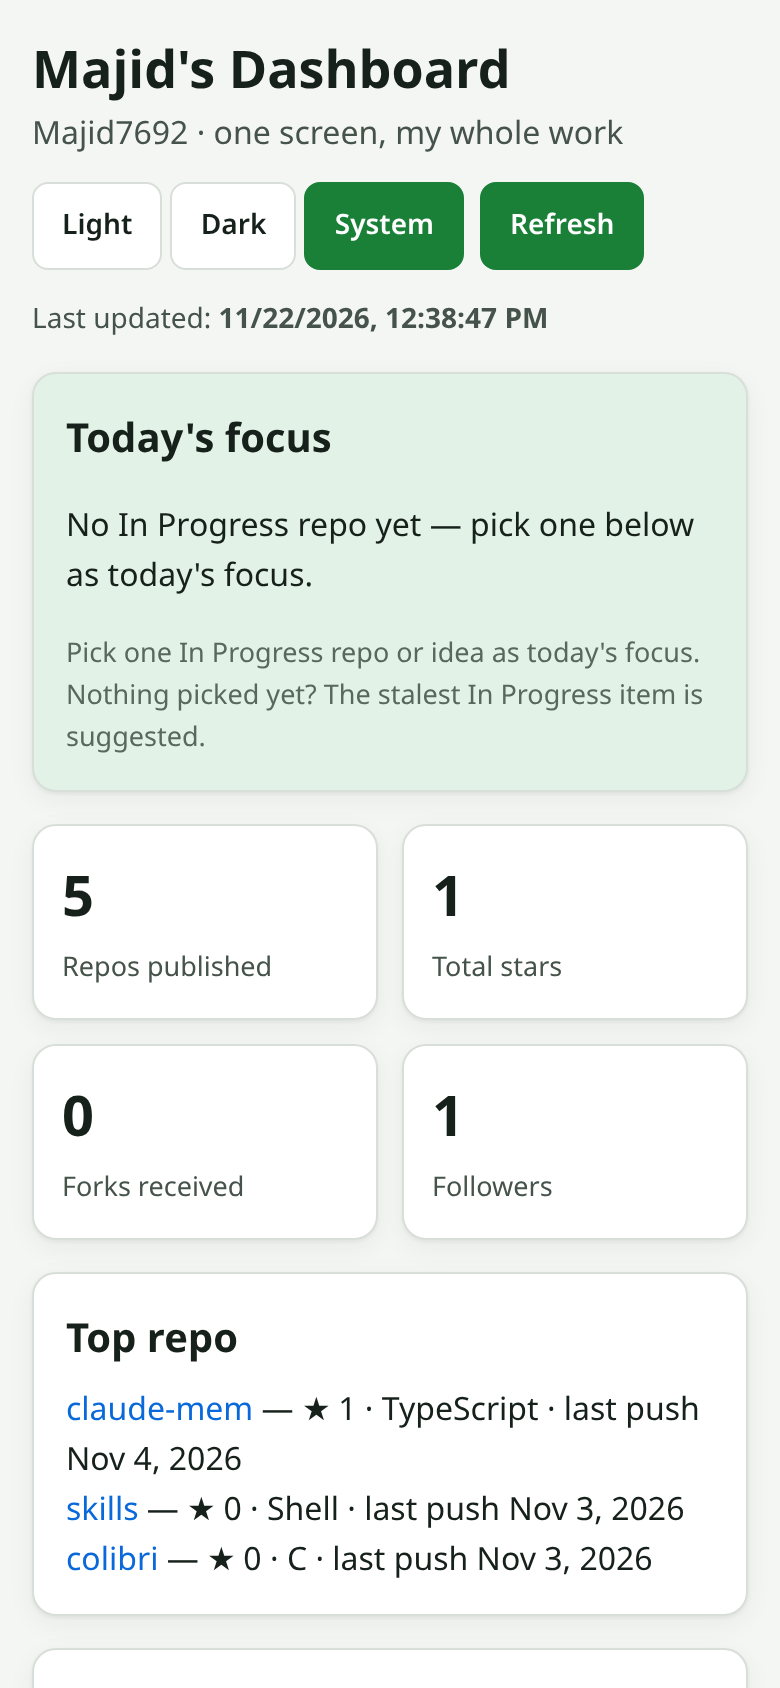 Majid's Dashboard
Majid7692 · one screen, my whole work
Light Dark System Refresh
Last updated: 11/22/2026, 12:38:47 PM
Today's focus
No In Progress repo yet — pick one below
as today's focus.
Pick one In Progress repo or idea as today's focus.
Nothing picked yet? The stalest In Progress item is
suggested.
5
Repos published
1
Total stars
0
Forks received
1
Followers
Top repo
claude-mem — ★ 1 · TypeScript · last push
Nov 4, 2026
skills — ★ 0 · Shell · last push Nov 3, 2026
colibri — ★ 0 · C · last push Nov 3, 2026